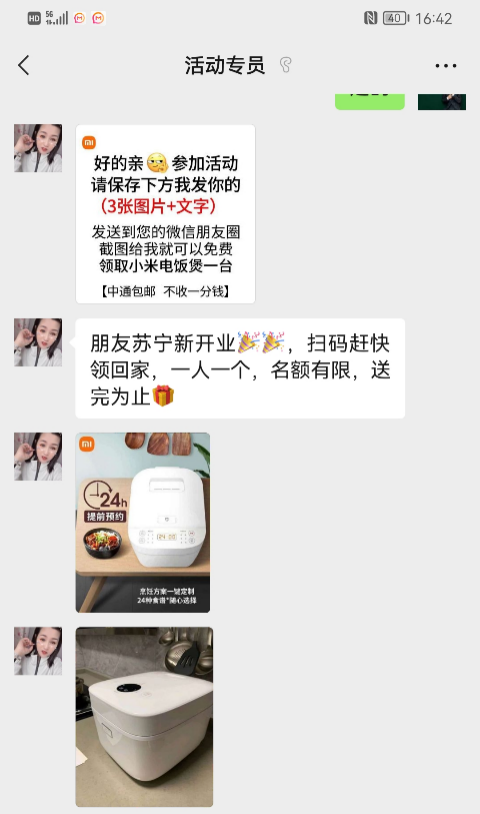 HD 5G 40 16:42
活动专员
mi
好的亲🤔参加活动
请保存下方我发你的
（3张图片+文字）
发送到您的微信朋友圈
截图给我就可以免费
领取小米电饭煲一台
【中通包邮 不收一分钱】
朋友苏宁新开业🎉🎉，扫码赶快
领回家，一人一个，名额有限，送
完为止🎁
mi
24h
提前预约
24:00
烹饪方案一键定制
24种食谱*随心选择